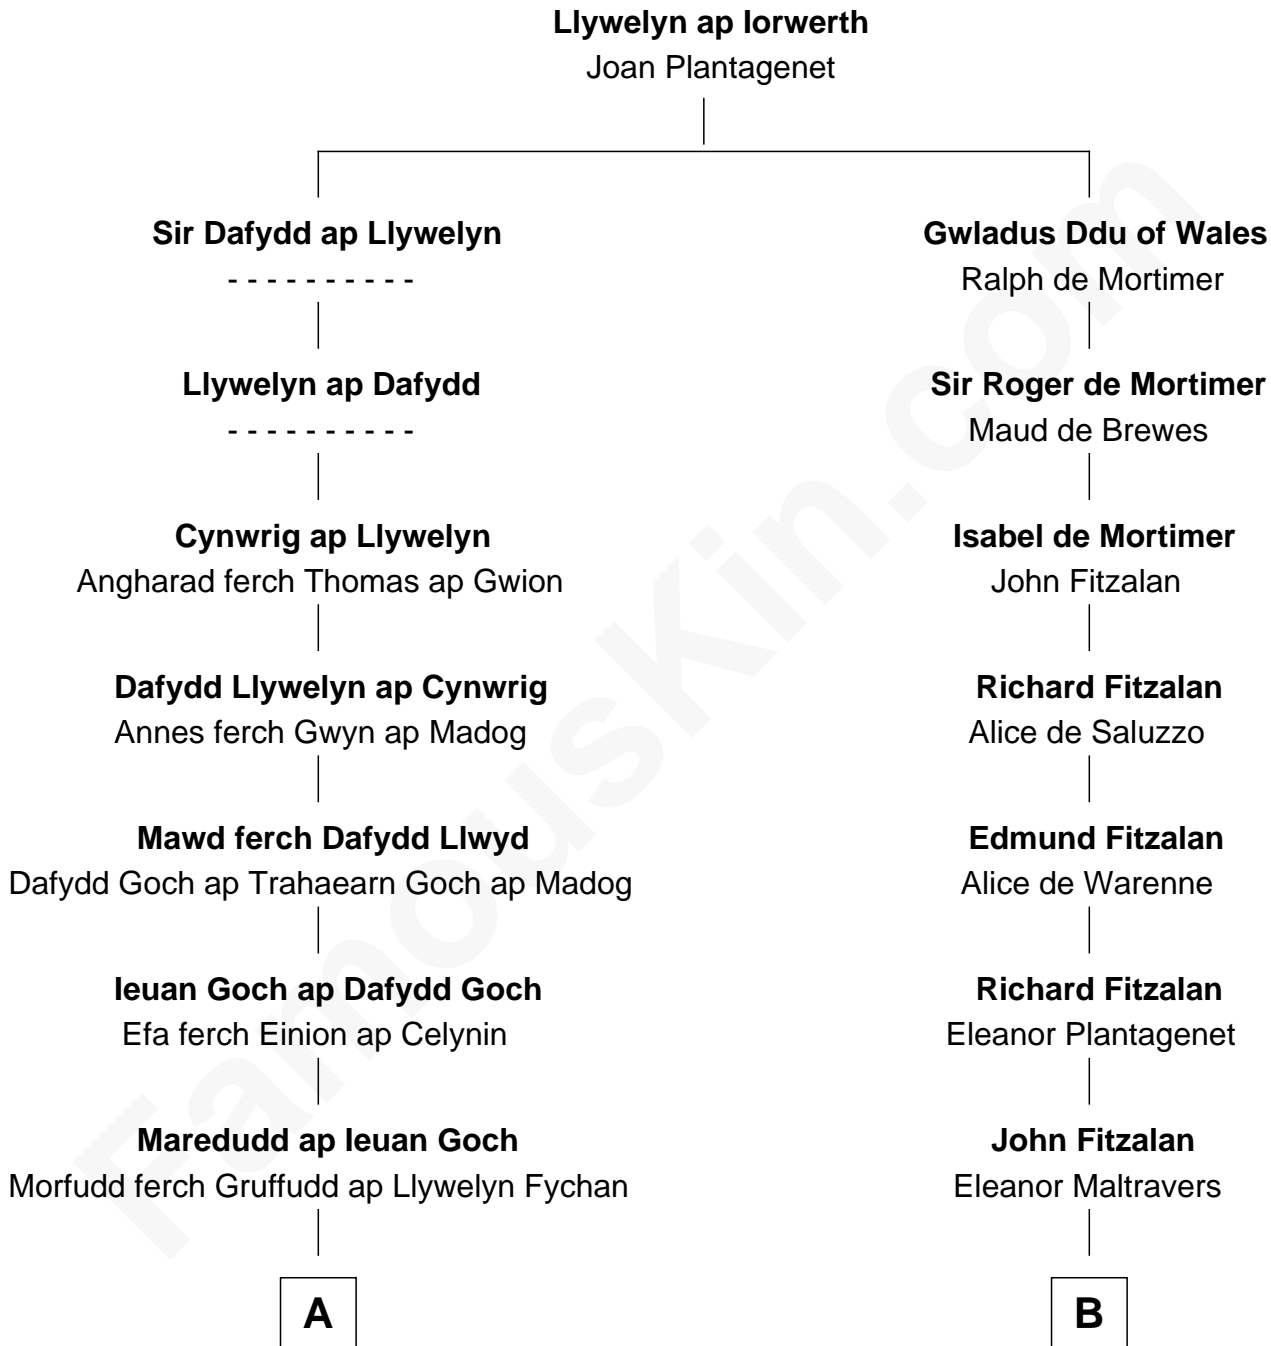 Llywelyn ap Iorwerth
Joan Plantagenet
Sir Dafydd ap Llywelyn
- - - - - - - - - -
Gwladus Ddu of Wales
Ralph de Mortimer
Llywelyn ap Dafydd
- - - - - - - - - -
Sir Roger de Mortimer
Maud de Brewes
Cynwrig ap Llywelyn
Angharad ferch Thomas ap Gwion
Isabel de Mortimer
John Fitzalan
Dafydd Llywelyn ap Cynwrig
Annes ferch Gwyn ap Madog
Richard Fitzalan
Alice de Saluzzo
Mawd ferch Dafydd Llwyd
Dafydd Goch ap Trahaearn Goch ap Madog
Edmund Fitzalan
Alice de Warenne
Ieuan Goch ap Dafydd Goch
Efa ferch Einion ap Celynin
Richard Fitzalan
Eleanor Plantagenet
Maredudd ap Ieuan Goch
Morfudd ferch Gruffudd ap Llywelyn Fychan
John Fitzalan
Eleanor Maltravers
A
B
FamousKin.com